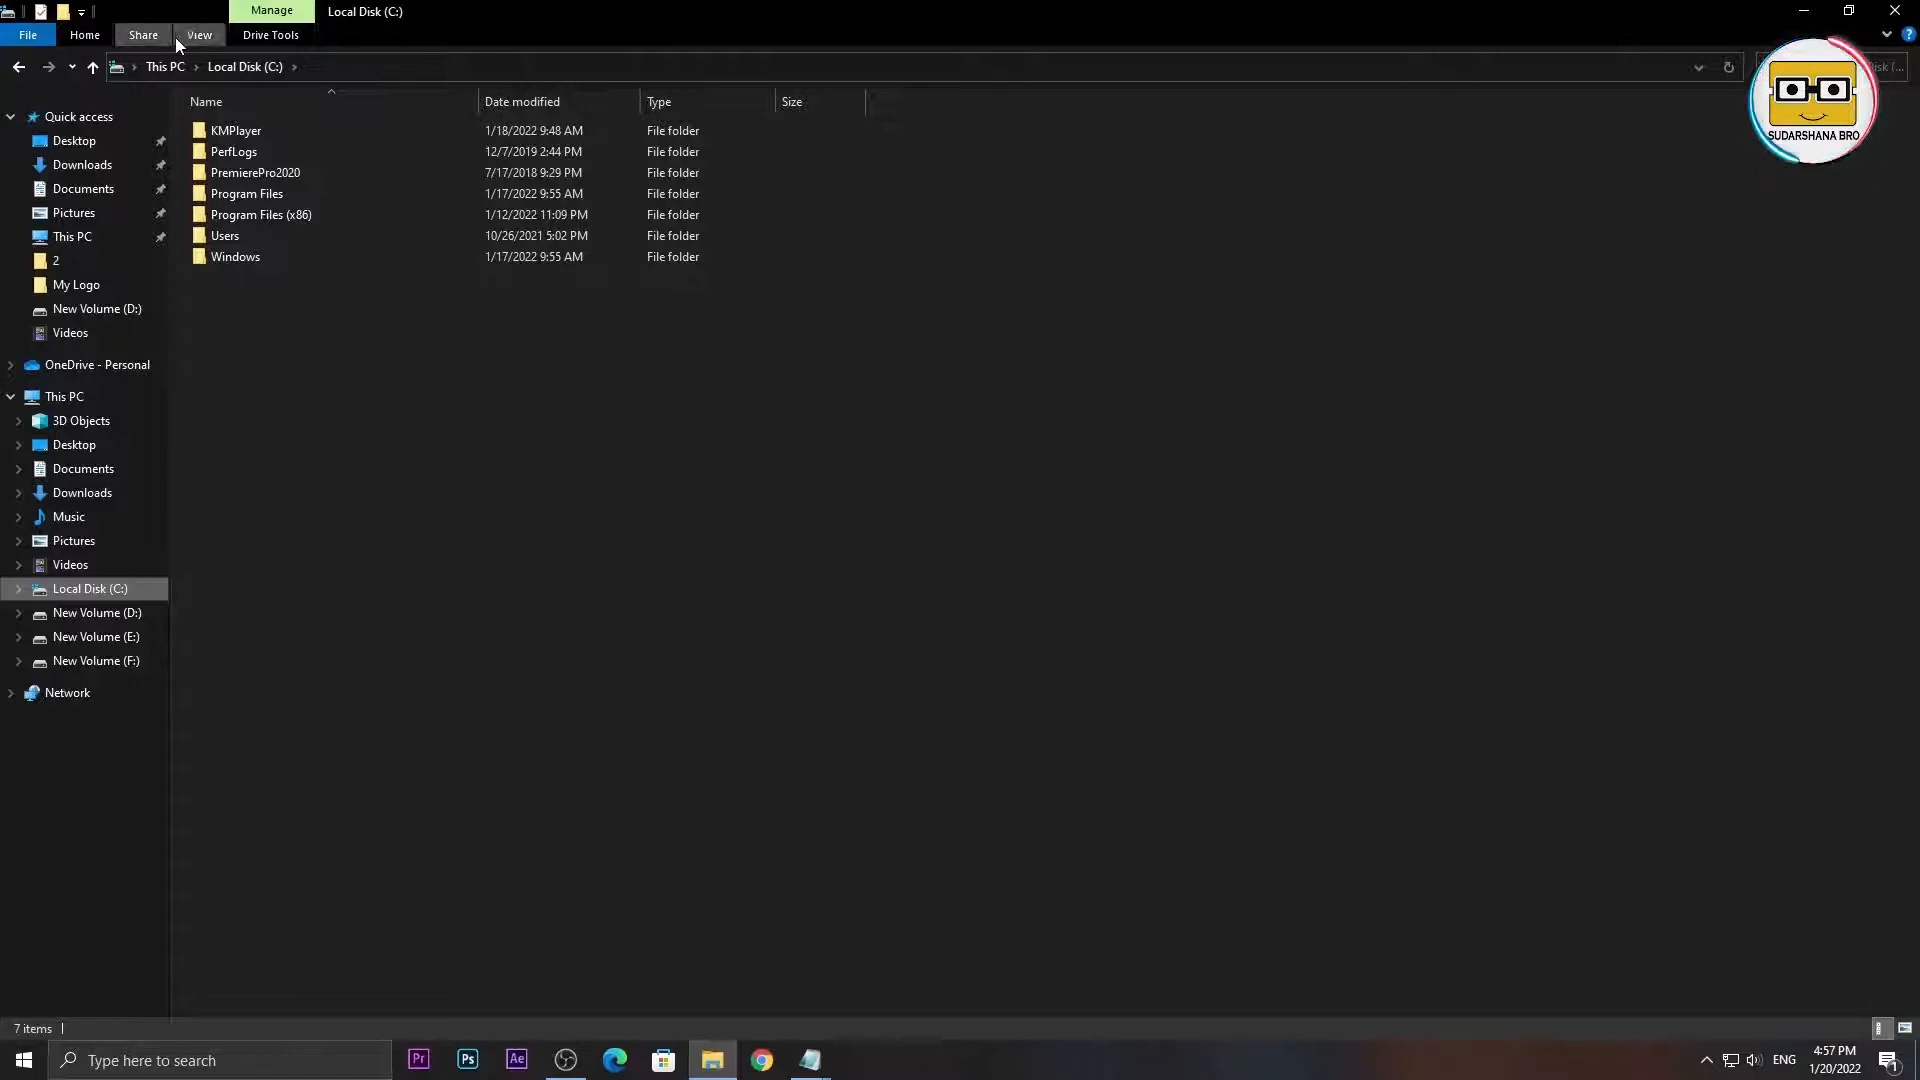 Manage
Local Disk (C:)
File
Home
Share
View
Drive Tools
This PC
Local Disk (C:)
Disk (...
SUDARSHANA BRO
Name
Date modified
Type
Size
KMPlayer
1/18/2022 9:48 AM
File folder
PerfLogs
12/7/2019 2:44 PM
File folder
PremierePro2020
7/17/2018 9:29 PM
File folder
Program Files
1/17/2022 9:55 AM
File folder
Program Files (x86)
1/12/2022 11:09 PM
File folder
Users
10/26/2021 5:02 PM
File folder
Windows
1/17/2022 9:55 AM
File folder
Quick access
Desktop
Downloads
Documents
Pictures
This PC
2
My Logo
New Volume (D:)
Videos
OneDrive - Personal
This PC
3D Objects
Desktop
Documents
Downloads
Music
Pictures
Videos
Local Disk (C:)
New Volume (D:)
New Volume (E:)
New Volume (F:)
Network
7 items
Type here to search
Pr
Ps
Ae
ENG
4:57 PM
1/20/2022
1